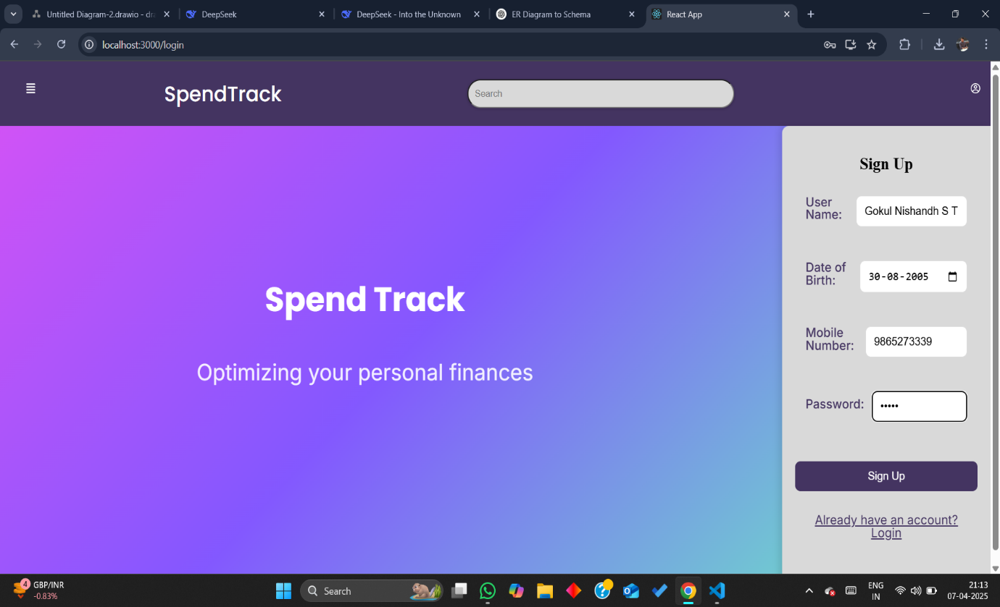 Untitled Diagram-2.drawio - dra
DeepSeek
DeepSeek - Into the Unknown
ER Diagram to Schema
React App
localhost:3000/login
SpendTrack
Search
Sign Up
User
Name:
Gokul Nishandh S T
Date of
Birth:
30-08-2005
Mobile
Number:
9865273339
Password:
•••••
Sign Up
Already have an account?
Login
Spend Track
Optimizing your personal finances
4
GBP/INR
-0.83%
Search
ENG
IN
21:13
07-04-2025